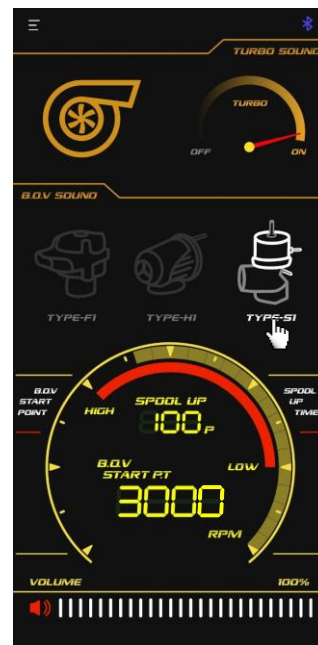 TURBO SOUND
TURBO
OFF
ON
B.O.V SOUND
TYPE-F1
TYPE-H1
TYPE-S1
B.O.V
START
POINT
SPOOL
UP
TIME
HIGH
SPOOL UP
100P
LOW
B.O.V
START P.T
3000
RPM
VOLUME
100%